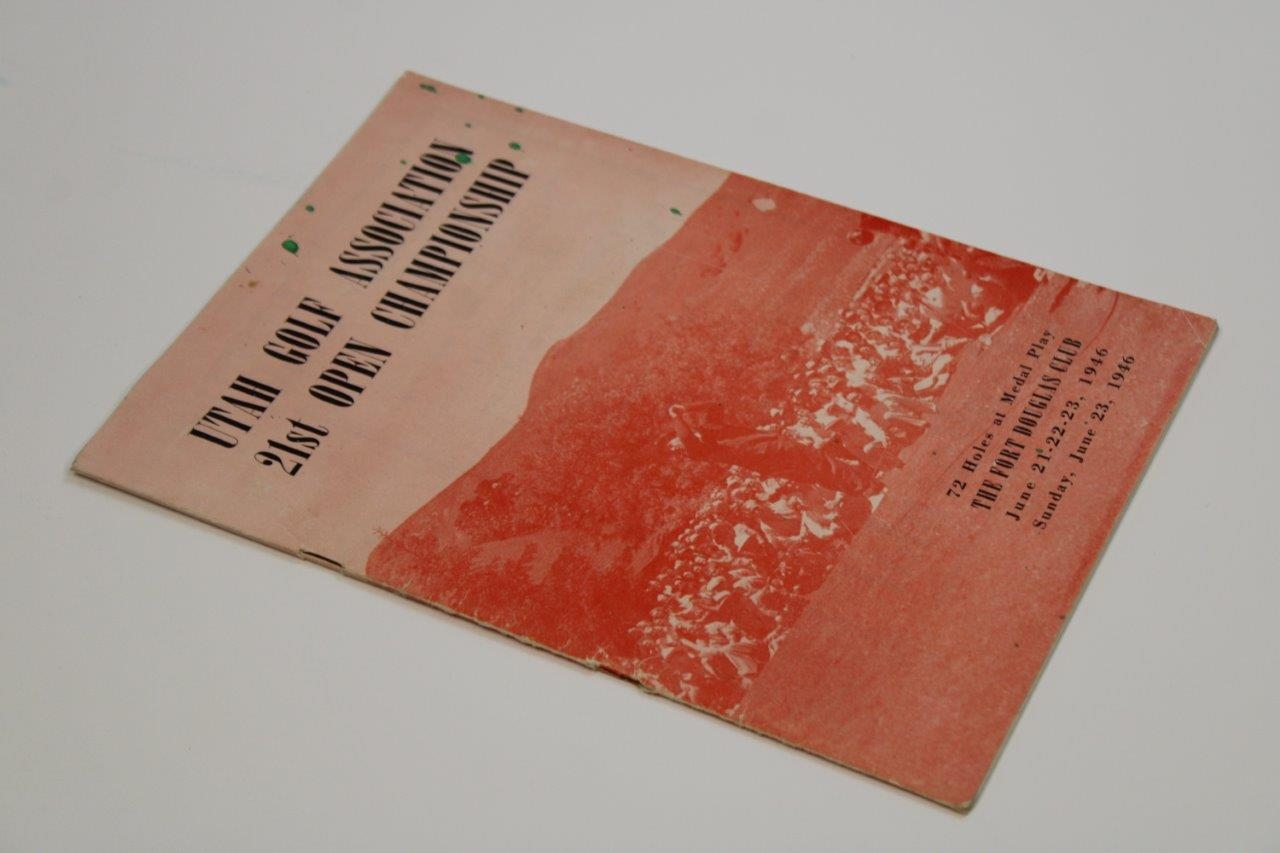 UTAH GOLF ASSOCIATION
21st OPEN CHAMPIONSHIP
72 Holes at Medal Play
THE FORT DOUGLAS CLUB
June 21-22-23, 1946
Sunday, June 23, 1946